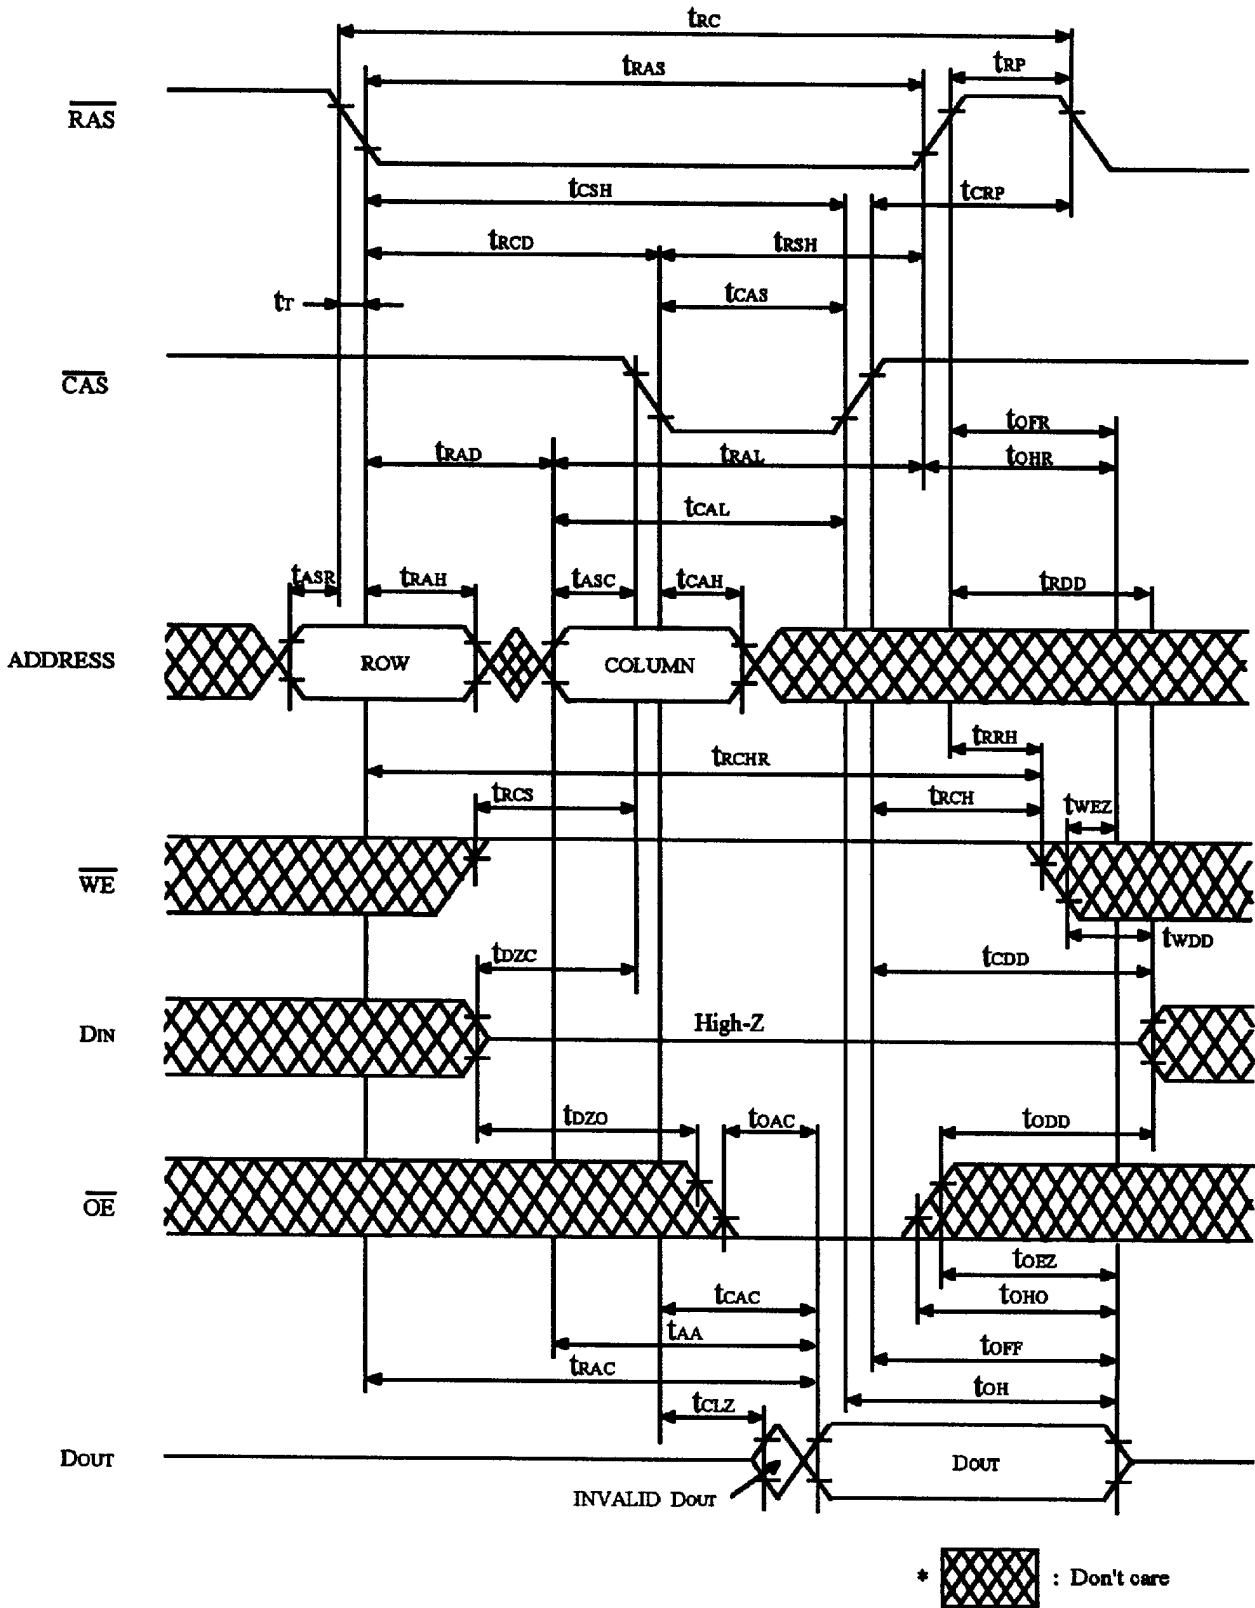 tRC
tRAS
tRP
RAS
tCSH
tCRP
tRCD
tRSH
tT
tCAS
CAS
tOFR
tRAD
tRAL
tOHR
tCAL
tASR
tRAH
tASC
tCAH
tRDD
ADDRESS
ROW
COLUMN
tRRH
tRCHR
tRCS
tRCH
tWEZ
WE
tWDD
tDZC
tCDD
DIN
High-Z
tDZO
tOAC
tODD
OE
tOEZ
tCAC
tOHO
tAA
tOFF
tRAC
tOH
tCLZ
DOUT
DOUT
INVALID DOUT
* : Don't care